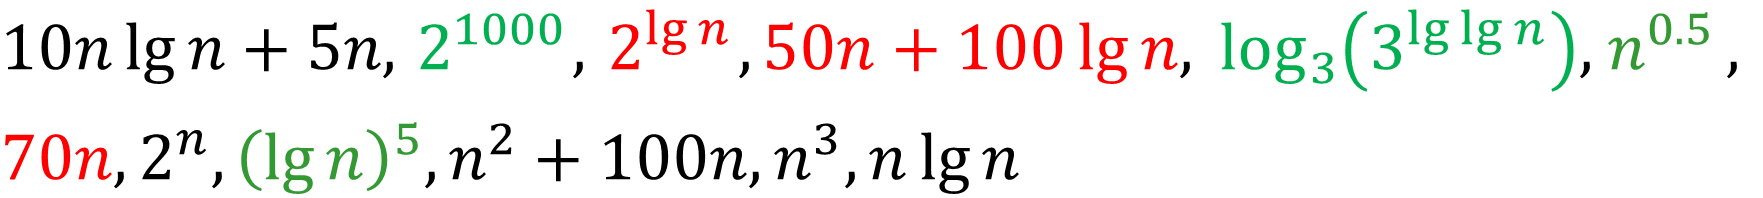 10n lg n + 5n, 2^1000, 2^lg n, 50n + 100 lg n, log₃(3^lg lg n), n^0.5,
70n, 2^n, (lg n)^5, n^2 + 100n, n^3, n lg n